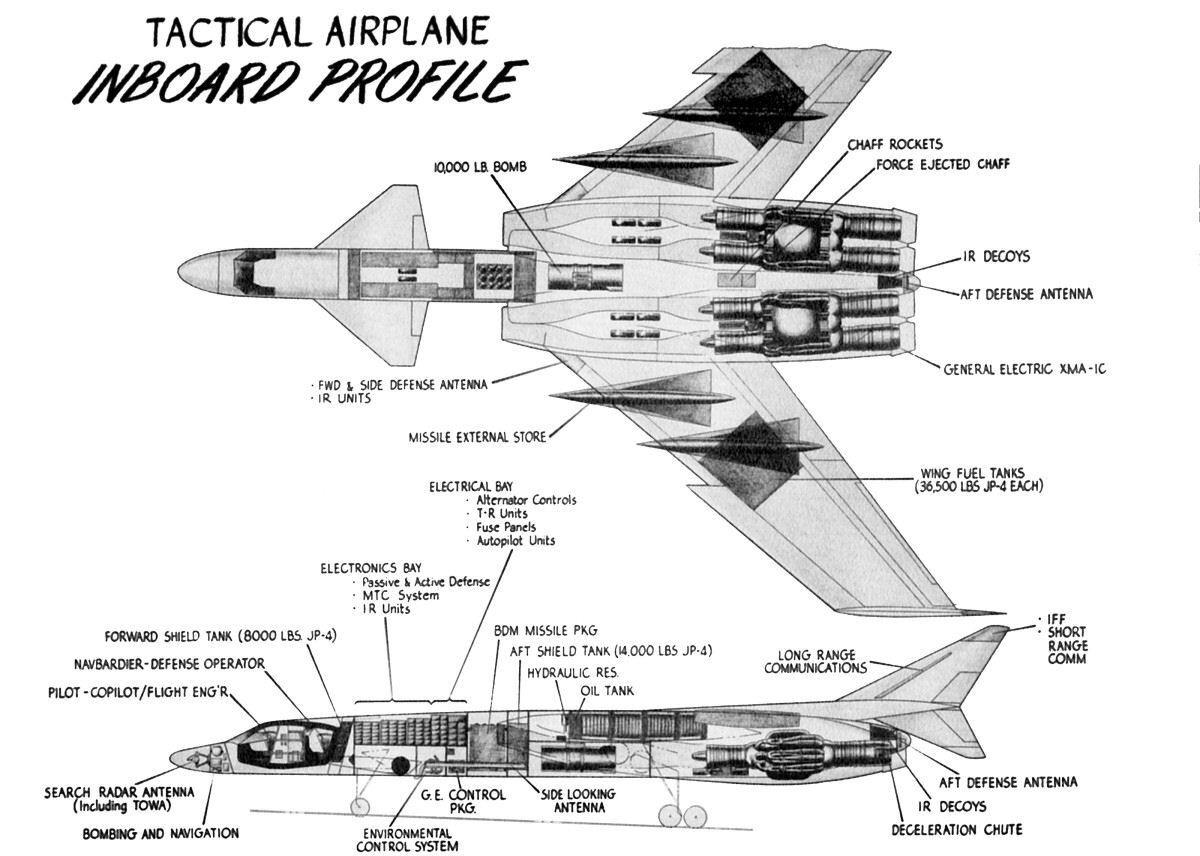 TACTICAL AIRPLANE
INBOARD PROFILE
CHAFF ROCKETS
FORCE EJECTED CHAFF
10,000 LB. BOMB
IR DECOYS
AFT DEFENSE ANTENNA
GENERAL ELECTRIC XMA-1C
· FWD & SIDE DEFENSE ANTENNA
· IR UNITS
MISSILE EXTERNAL STORE
WING FUEL TANKS
(36,500 LBS JP-4 EACH)
ELECTRICAL BAY
· Alternator Controls
· T-R Units
· Fuse Panels
· Autopilot Units
ELECTRONICS BAY
· Passive & Active Defense
· MTC System
· IR Units
· IFF
· SHORT
RANGE
COMM
FORWARD SHIELD TANK (8000 LBS. JP-4)
BDM MISSILE PKG.
AFT SHIELD TANK (14,000 LBS JP-4)
LONG RANGE
COMMUNICATIONS
NAVBARDIER-DEFENSE OPERATOR
HYDRAULIC RES.
PILOT-COPILOT/FLIGHT ENG'R
OIL TANK
SEARCH RADAR ANTENNA
(Including TOWA)
BOMBING AND NAVIGATION
G.E. CONTROL
PKG.
SIDE LOOKING
ANTENNA
ENVIRONMENTAL
CONTROL SYSTEM
AFT DEFENSE ANTENNA
IR DECOYS
DECELERATION CHUTE